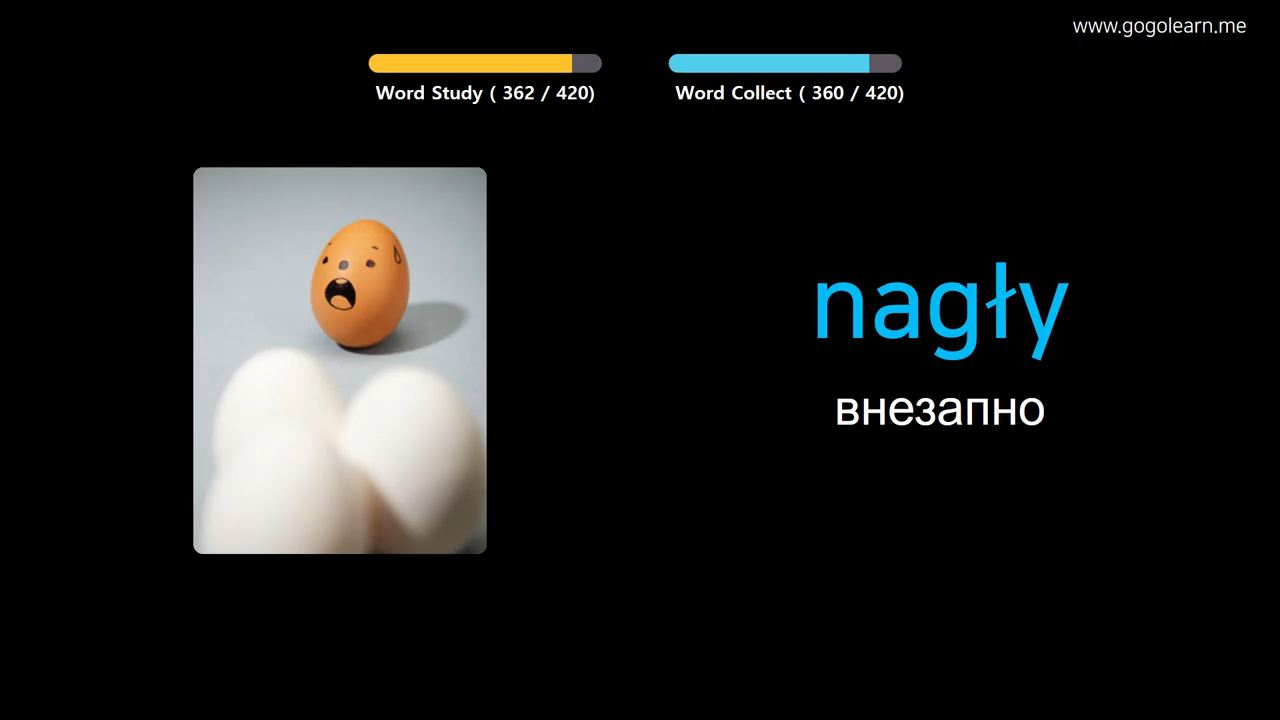 www.gogolearn.me
Word Study ( 362 / 420)
Word Collect ( 360 / 420)
nagły
внезапно